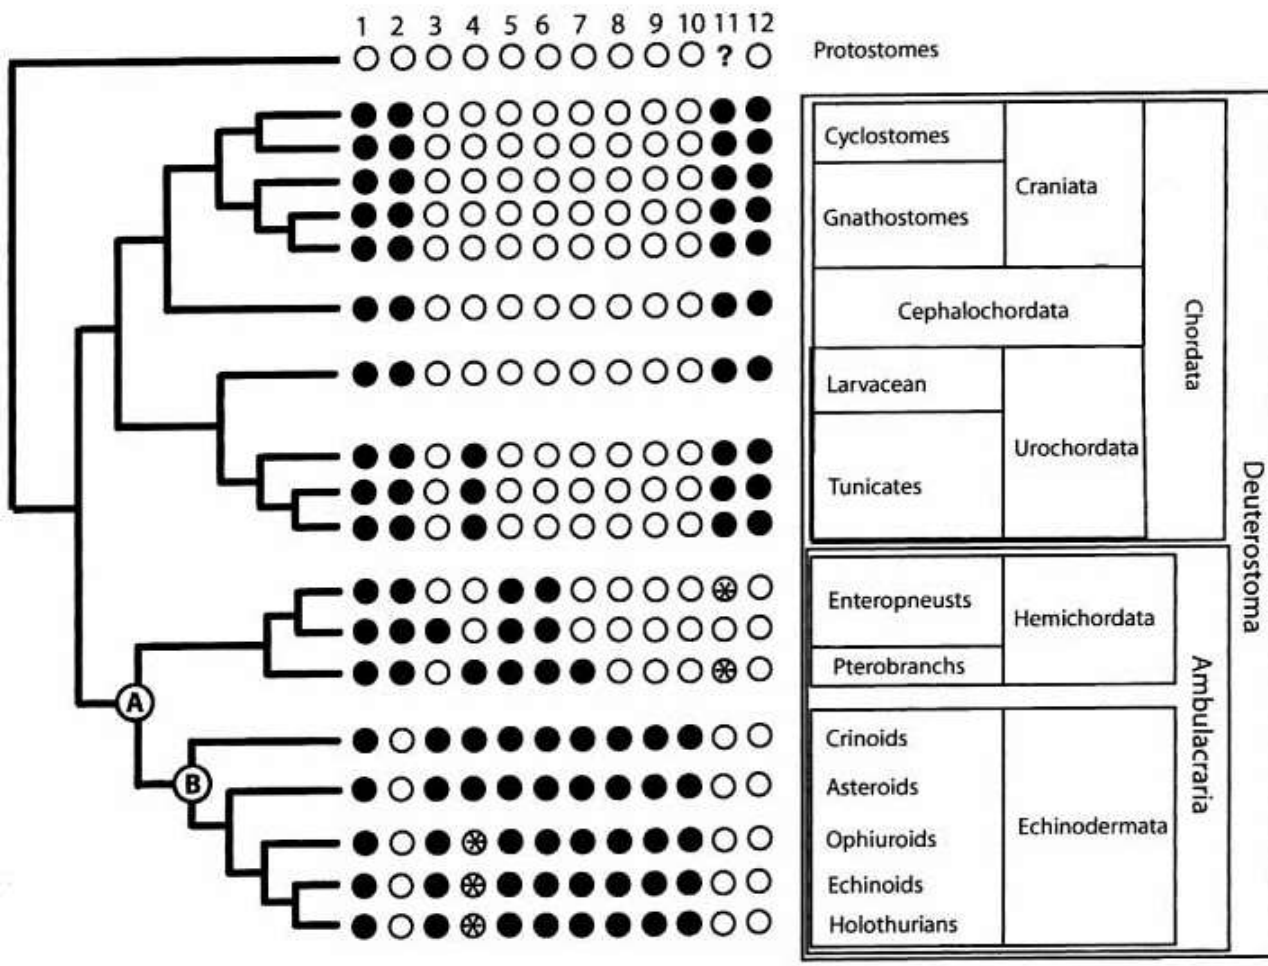 1 2 3 4 5 6 7 8 9 10 11 12
? Protostomes
Cyclostomes
Craniata
Gnathostomes
Cephalochordata
Chordata
Larvacean
Urochordata
Tunicates
Deuterostoma
Enteropneusts
Hemichordata
Pterobranchs
Ambulacraria
A
Crinoids
B
Asteroids
Echinodermata
Ophiuroids
Echinoids
Holothurians